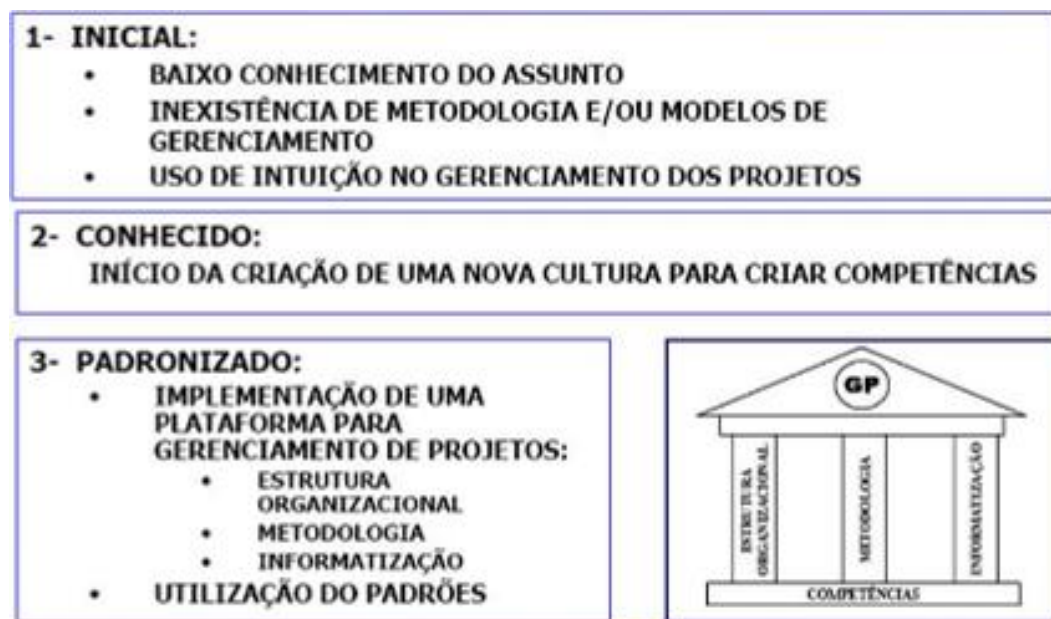 1- INICIAL:
• BAIXO CONHECIMENTO DO ASSUNTO
• INEXISTÊNCIA DE METODOLOGIA E/OU MODELOS DE
GERENCIAMENTO
• USO DE INTUIÇÃO NO GERENCIAMENTO DOS PROJETOS
2- CONHECIDO:
INÍCIO DA CRIAÇÃO DE UMA NOVA CULTURA PARA CRIAR COMPETÊNCIAS
3- PADRONIZADO:
• IMPLEMENTAÇÃO DE UMA
PLATAFORMA PARA
GERENCIAMENTO DE PROJETOS:
• ESTRUTURA
ORGANIZACIONAL
• METODOLOGIA
• INFORMATIZAÇÃO
• UTILIZAÇÃO DO PADRÕES
GP
ESTRUTURA
ORGANIZACIONAL
METODOLOGIA
INFORMATIZAÇÃO
COMPETÊNCIAS